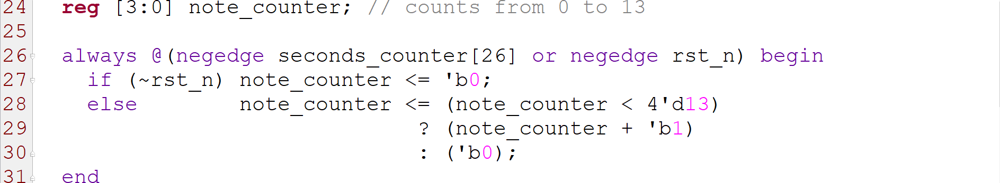 24 reg [3:0] note_counter; // counts from 0 to 13
25
26 always @(negedge seconds_counter[26] or negedge rst_n) begin
27 if (~rst_n) note_counter <= 'b0;
28 else note_counter <= (note_counter < 4'd13)
29 ? (note_counter + 'b1)
30 : ('b0);
31 end